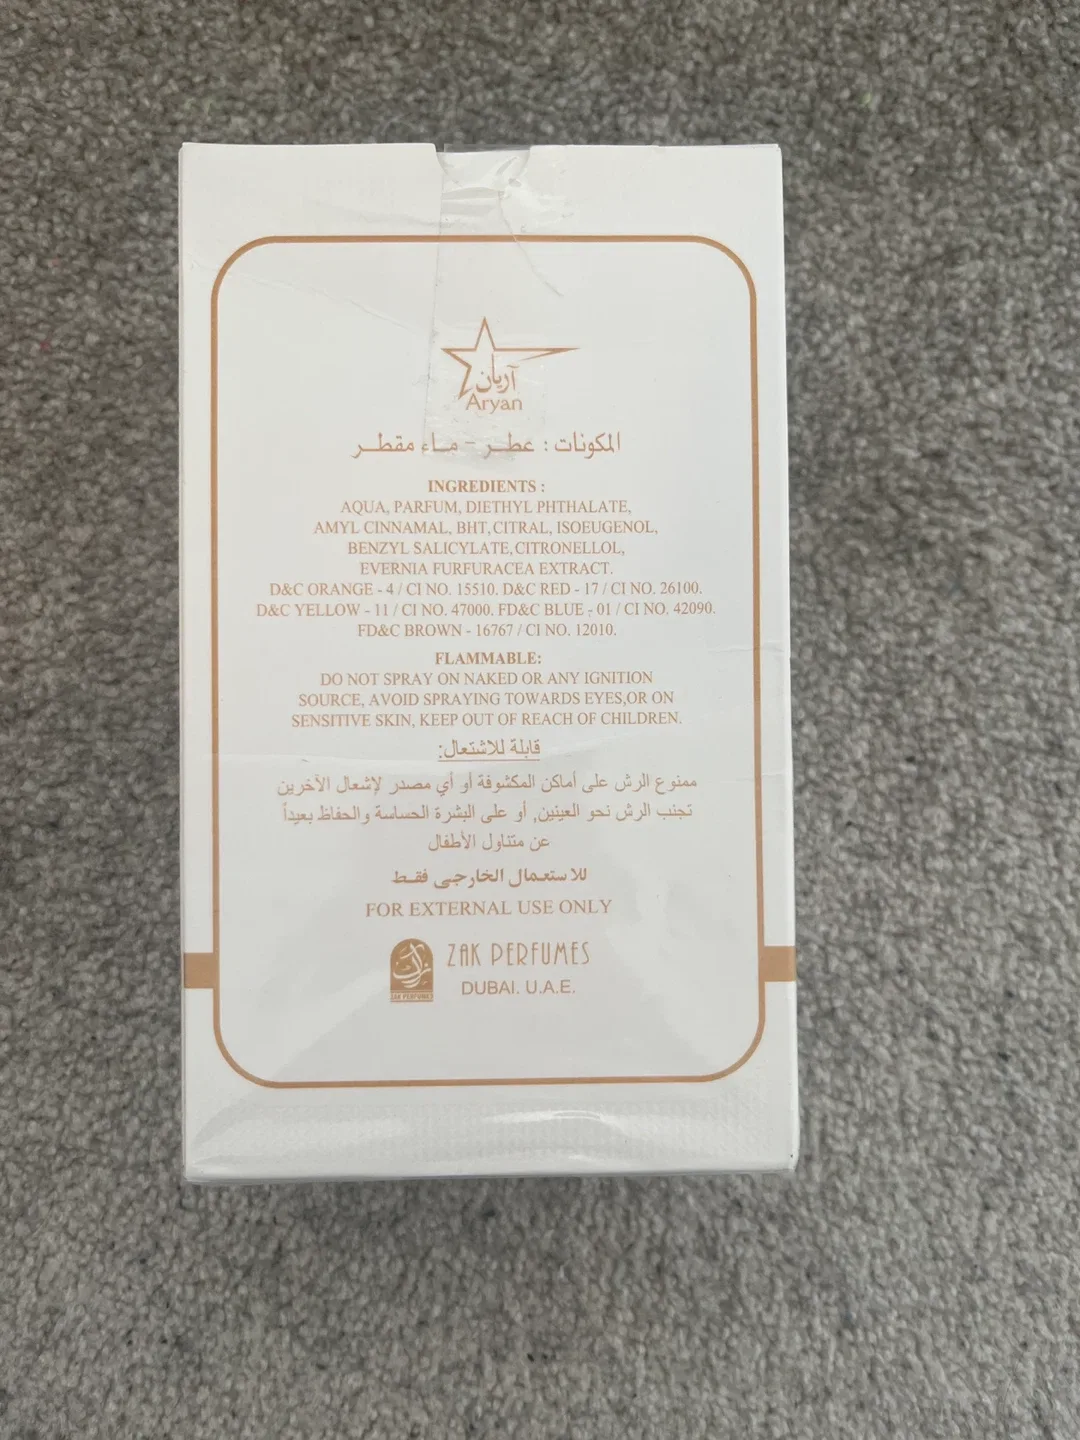 آريان
Aryan
المكونات : عطر - ماء مقطر
INGREDIENTS :
AQUA, PARFUM, DIETHYL PHTHALATE,
AMYL CINNAMAL, BHT, CITRAL, ISOEUGENOL,
BENZYL SALICYLATE, CITRONELLOL,
EVERNIA FURFURACEA EXTRACT.
D&C ORANGE - 4 / CI NO. 15510. D&C RED - 17 / CI NO. 26100.
D&C YELLOW - 11 / CI NO. 47000. FD&C BLUE - 01 / CI NO. 42090.
FD&C BROWN - 16767 / CI NO. 12010.
FLAMMABLE:
DO NOT SPRAY ON NAKED OR ANY IGNITION
SOURCE, AVOID SPRAYING TOWARDS EYES,OR ON
SENSITIVE SKIN, KEEP OUT OF REACH OF CHILDREN.
قابلة للاشتعال:
ممنوع الرش على أماكن المكشوفة أو أي مصدر لإشعال الآخرين
تجنب الرش نحو العينين, أو على البشرة الحساسة والحفاظ بعيداً
عن متناول الأطفال
للاستعمال الخارجى فقط
FOR EXTERNAL USE ONLY
ZAK PERFUMES
ZAK PERFUMES
DUBAI. U.A.E.